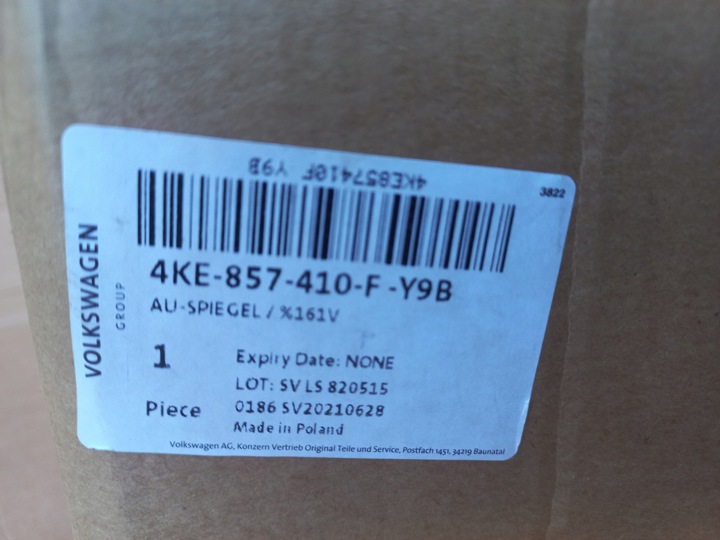 4KE857410F Y9B
3822
VOLKSWAGEN
GROUP
4KE-857-410-F -Y9B
AU-SPIEGEL / %161V
1
Piece
Expiry Date: NONE
LOT: SV LS 820515
0186 SV20210628
Made in Poland
Volkswagen AG, Konzern Vertrieb Original Teile und Service, Postfach 1451, 34219 Baunatal